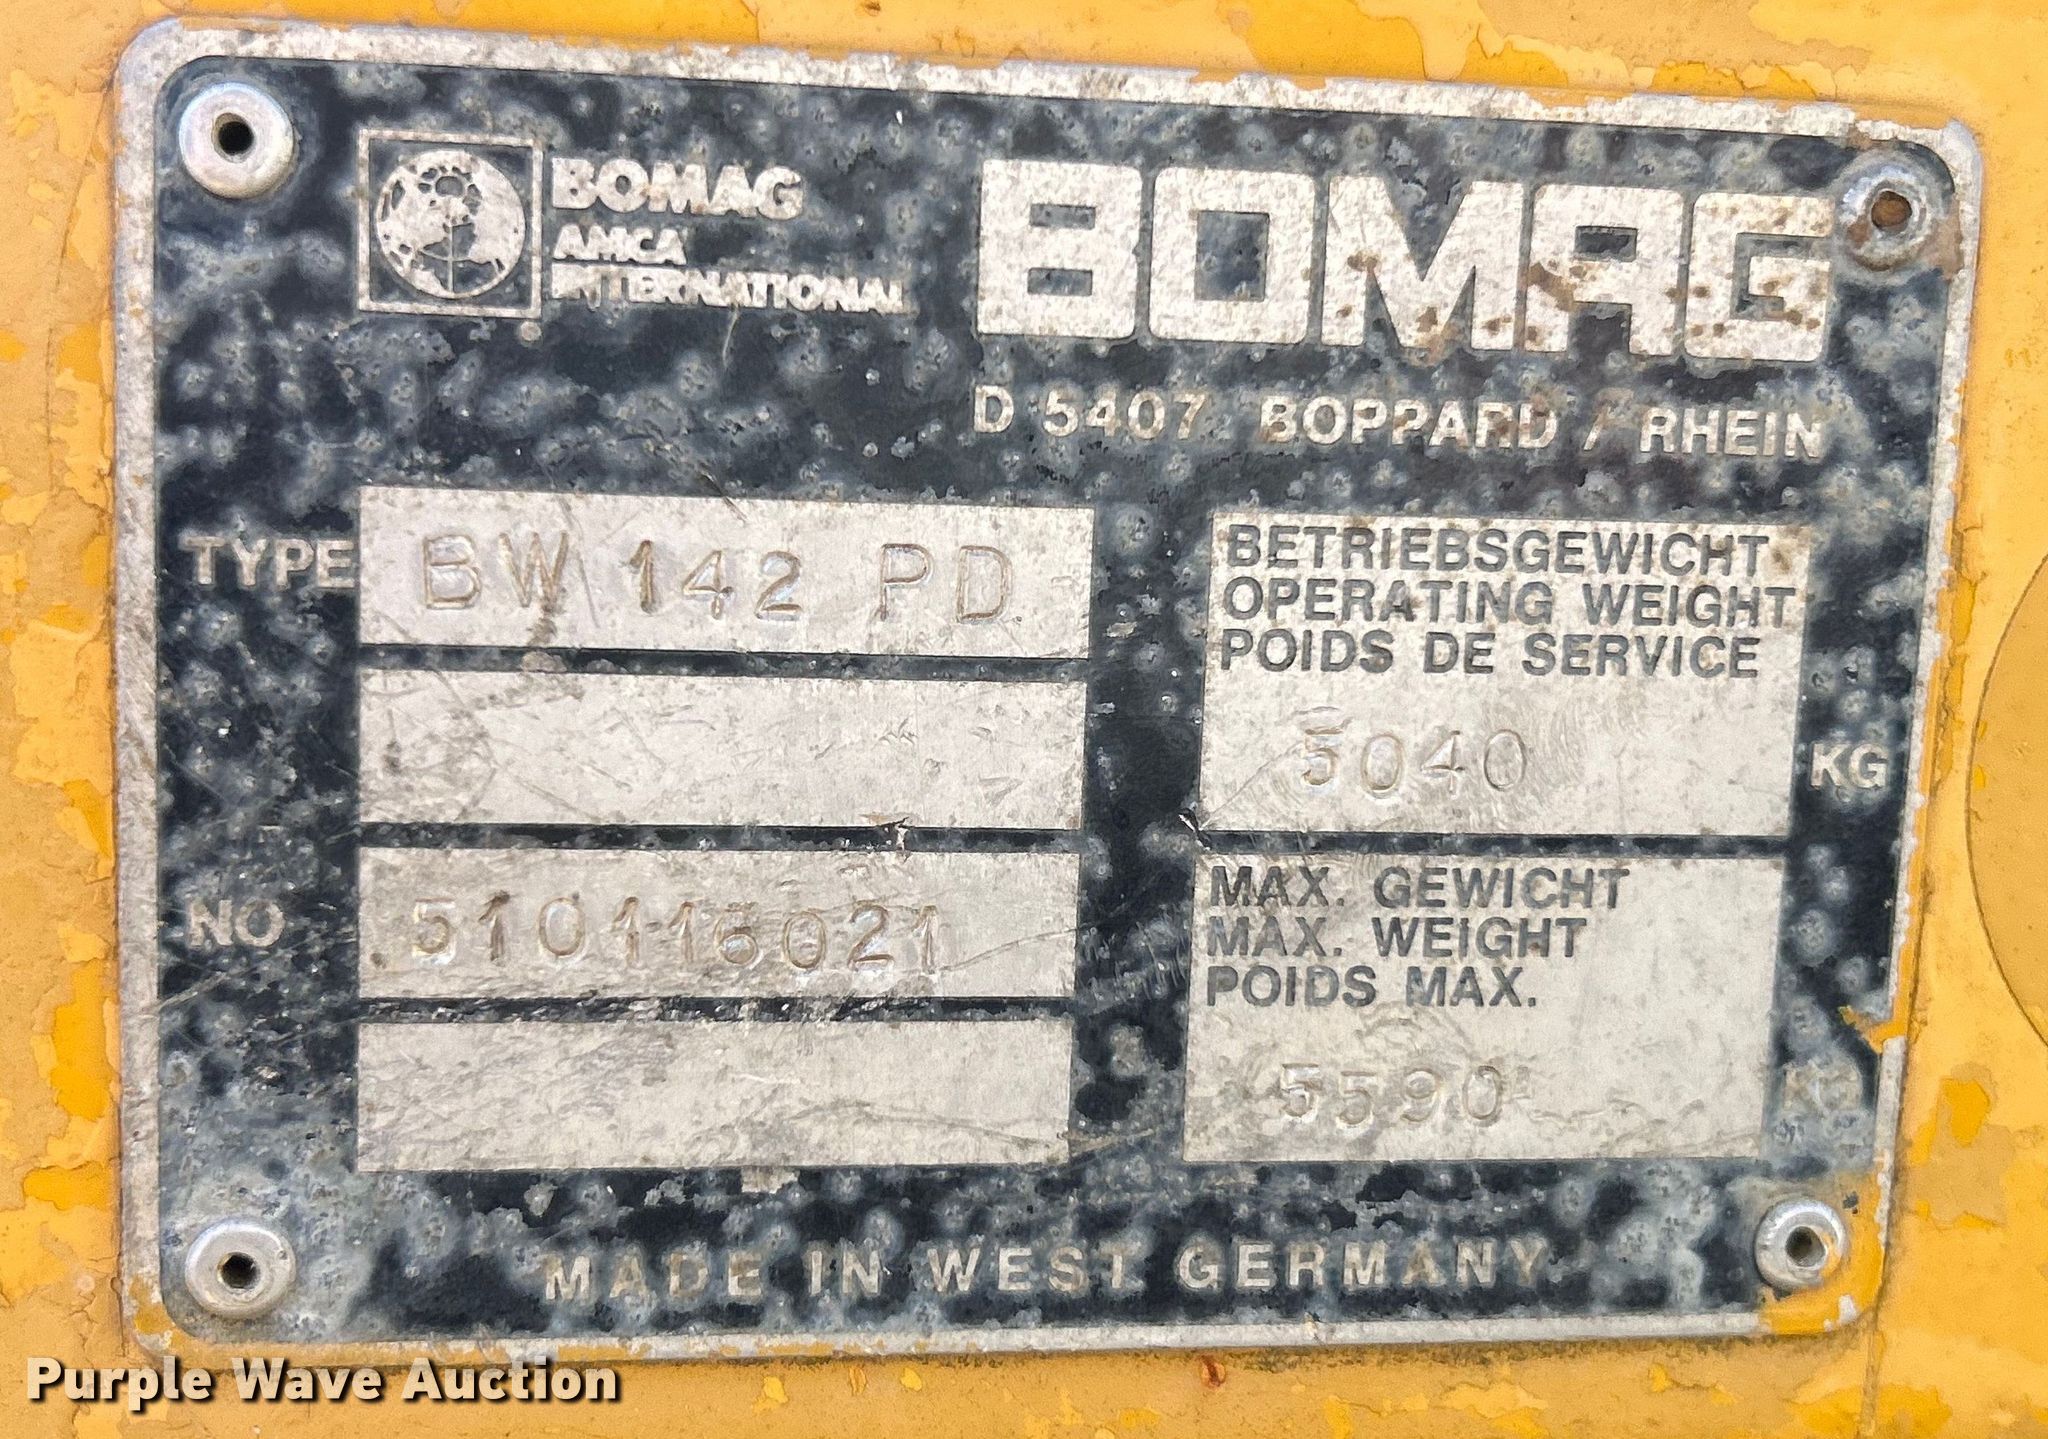 BOMAG
AMCA
INTERNATIONAL
BOMAG
D 5407 BOPPARD / RHEIN
TYPE BW 142 PD
NO 510116021
BETRIEBSGEWICHT
OPERATING WEIGHT
POIDS DE SERVICE
5040 KG
MAX. GEWICHT
MAX. WEIGHT
POIDS MAX.
5590 KG
MADE IN WEST GERMANY
Purple Wave Auction